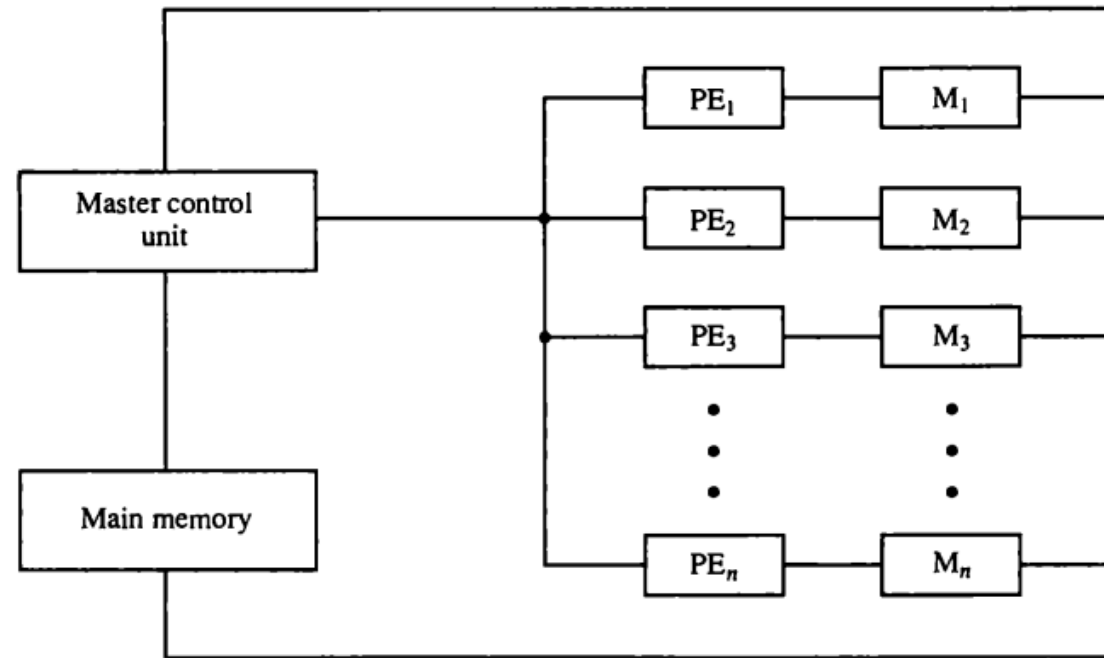 PE₁ M₁
Master control
unit
PE₂ M₂
PE₃ M₃
Main memory
PEₙ Mₙ